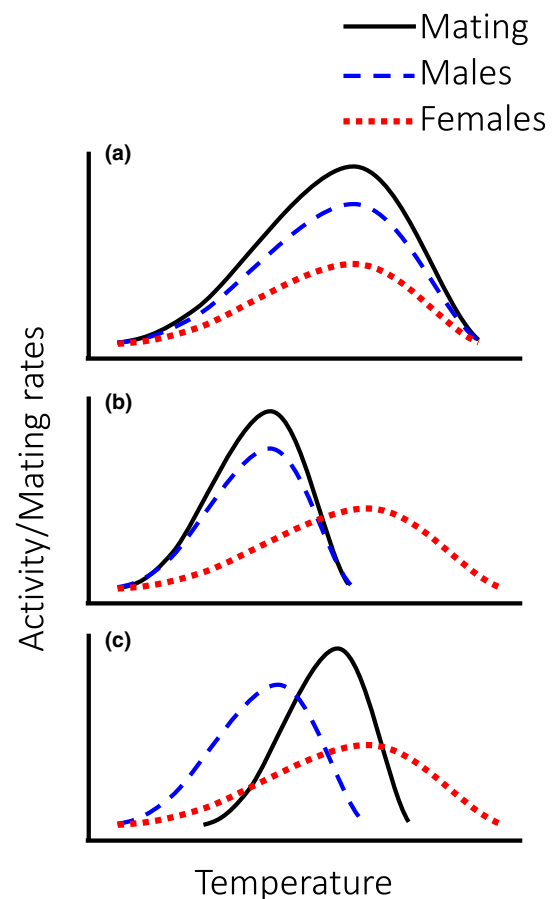 Mating
Males
Females
(a)
(b)
(c)
Activity/Mating rates
Temperature